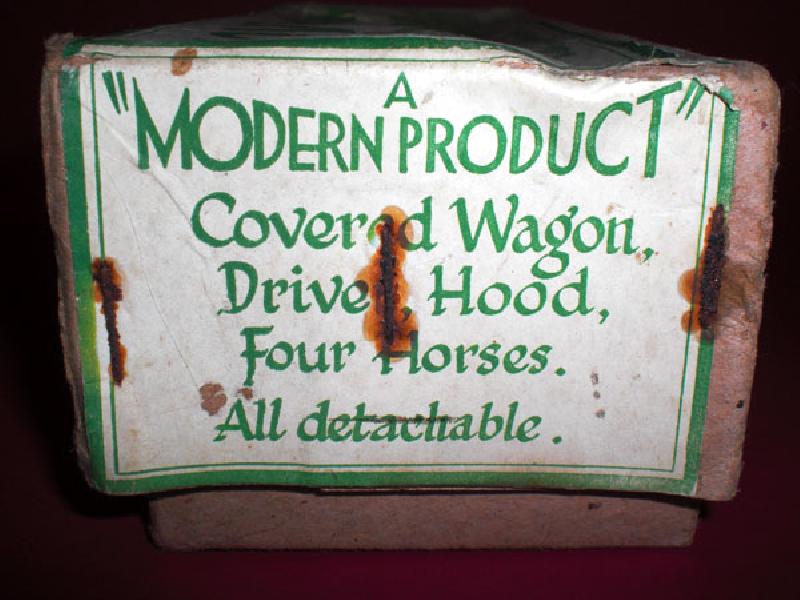 A
"MODERN PRODUCT"
Covered Wagon,
Driver, Hood,
Four Horses.
All detachable.